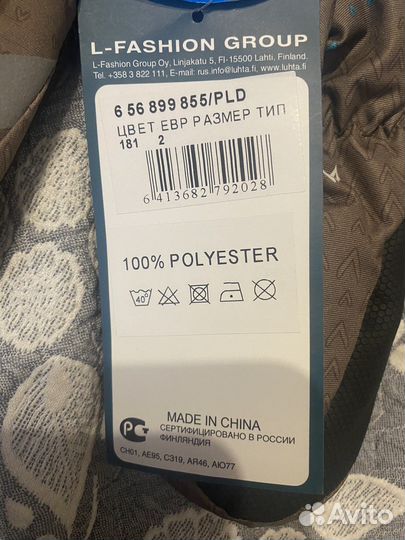 L-FASHION GROUP
L-Fashion Group Oy, Linjakatu 5, FI-15500 Lahti, Finland.
Tel. +358 3 822 111, E-mail: rus.info@luhta.fi www.luhta.fi
6 56 899 855/PLD
ЦВЕТ ЕВР РАЗМЕР ТИП
181 2
6 413682 792028
100% POLYESTER
40°
PG
MADE IN CHINA
СЕРТИФИЦИРОВАНО В РОССИИ
ФИНЛЯНДИЯ
CH01, AE95, C319, AR46, АЮ77
Avito